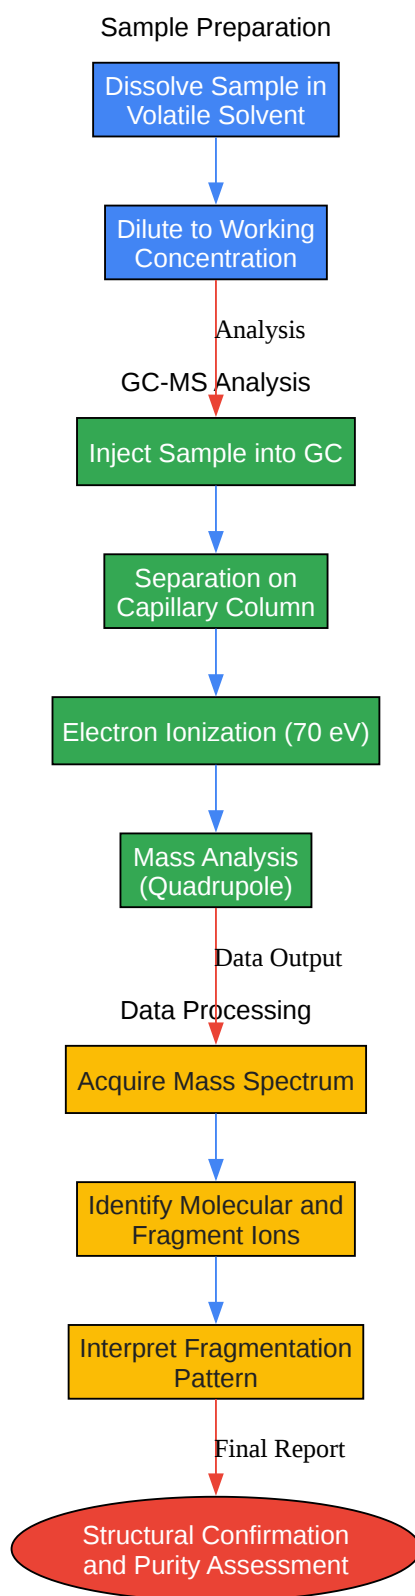 Sample Preparation
Dissolve Sample in
Volatile Solvent
Dilute to Working
Concentration
Analysis
GC-MS Analysis
Inject Sample into GC
Separation on
Capillary Column
Electron Ionization (70 eV)
Mass Analysis
(Quadrupole)
Data Output
Data Processing
Acquire Mass Spectrum
Identify Molecular and
Fragment Ions
Interpret Fragmentation
Pattern
Final Report
Structural Confirmation
and Purity Assessment